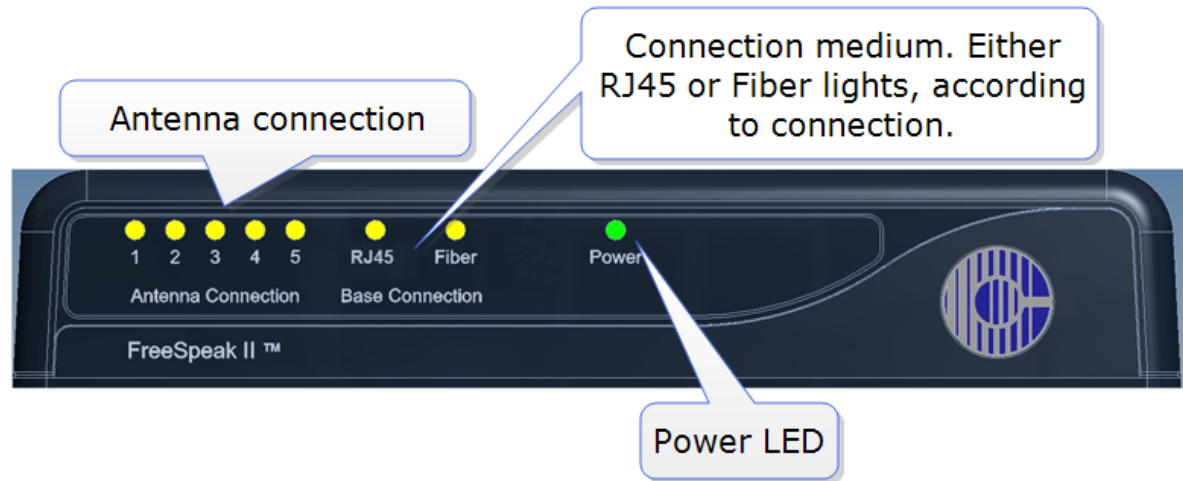 Connection medium. Either
RJ45 or Fiber lights, according
to connection.
Antenna connection
1 2 3 4 5 RJ45 Fiber Power
Antenna Connection Base Connection
FreeSpeak II ™
Power LED